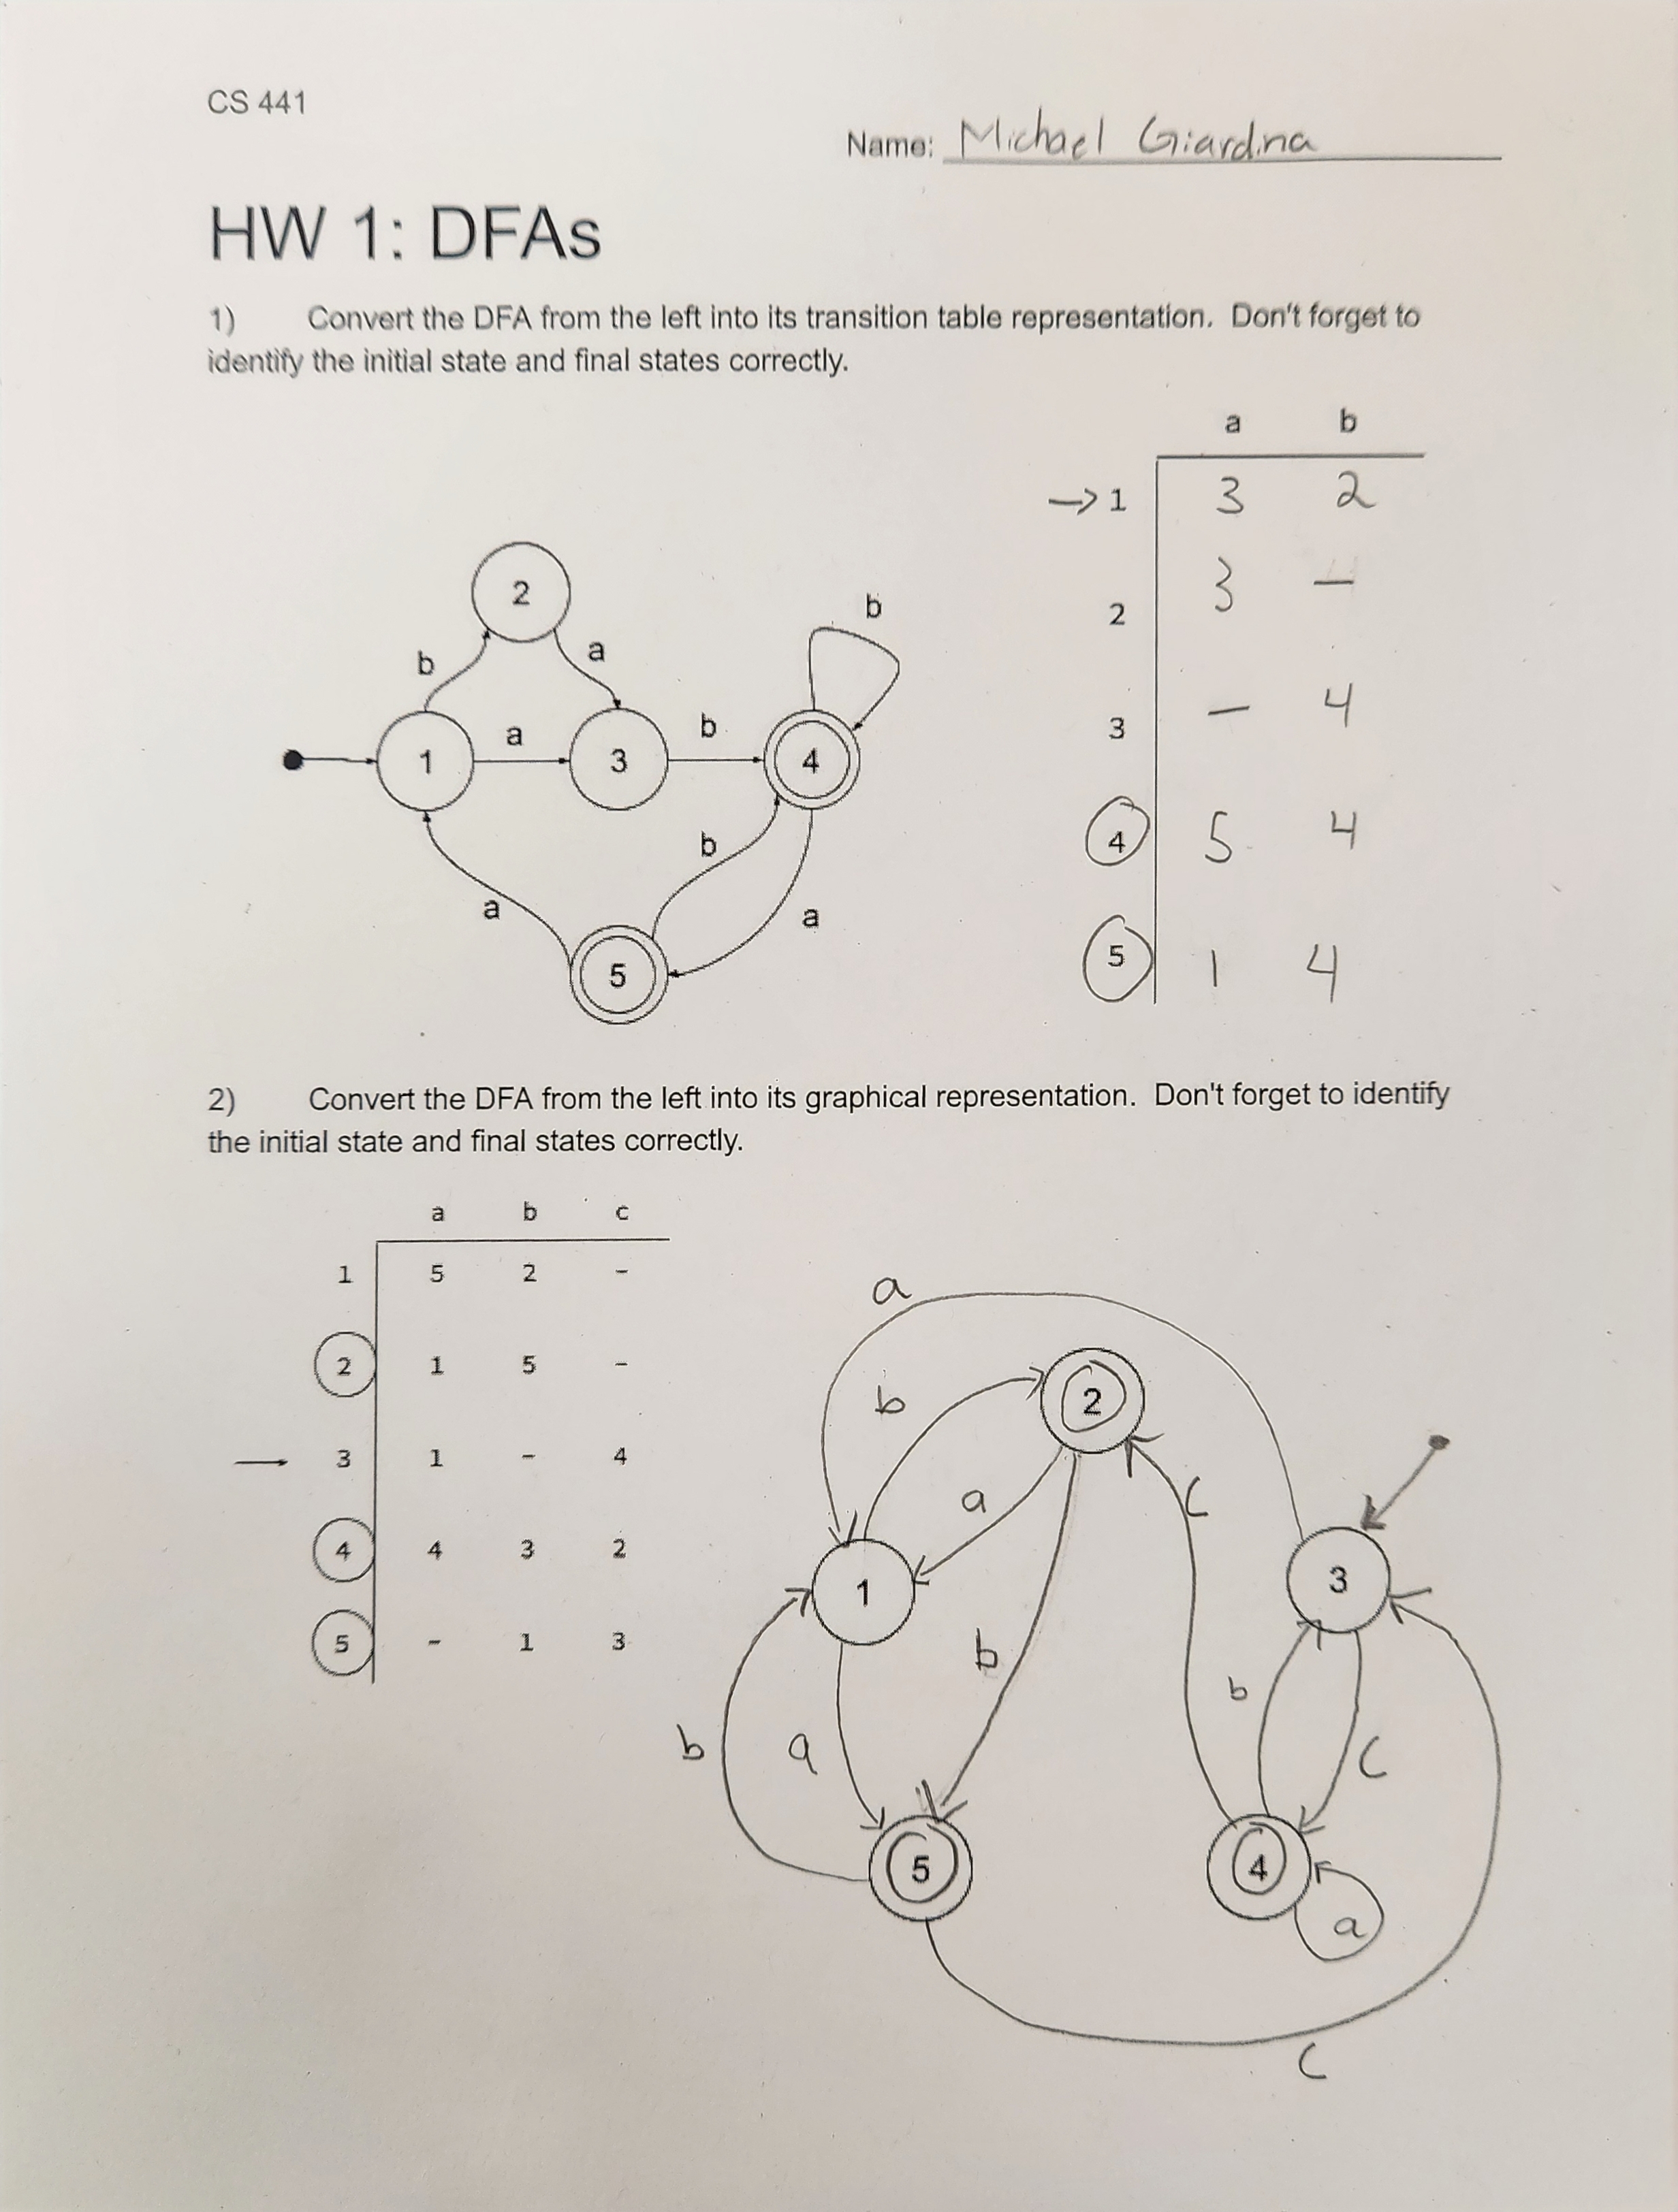 CS 441
Name: Michael Giardina
HW 1: DFAs
1) Convert the DFA from the left into its transition table representation. Don't forget to
identify the initial state and final states correctly.
a b
→ 1 3 2
2 3 —
3 — 4
4 5 4
5 1 4
2
b
a
b
1
a
3
b
4
b
a
a
5
2) Convert the DFA from the left into its graphical representation. Don't forget to identify
the initial state and final states correctly.
a b c
1 5 2 -
2 1 5 -
→ 3 1 - 4
4 4 3 2
5 - 1 3
a
b
2
a
c
1
3
b
b
b
a
c
5
4
a
c